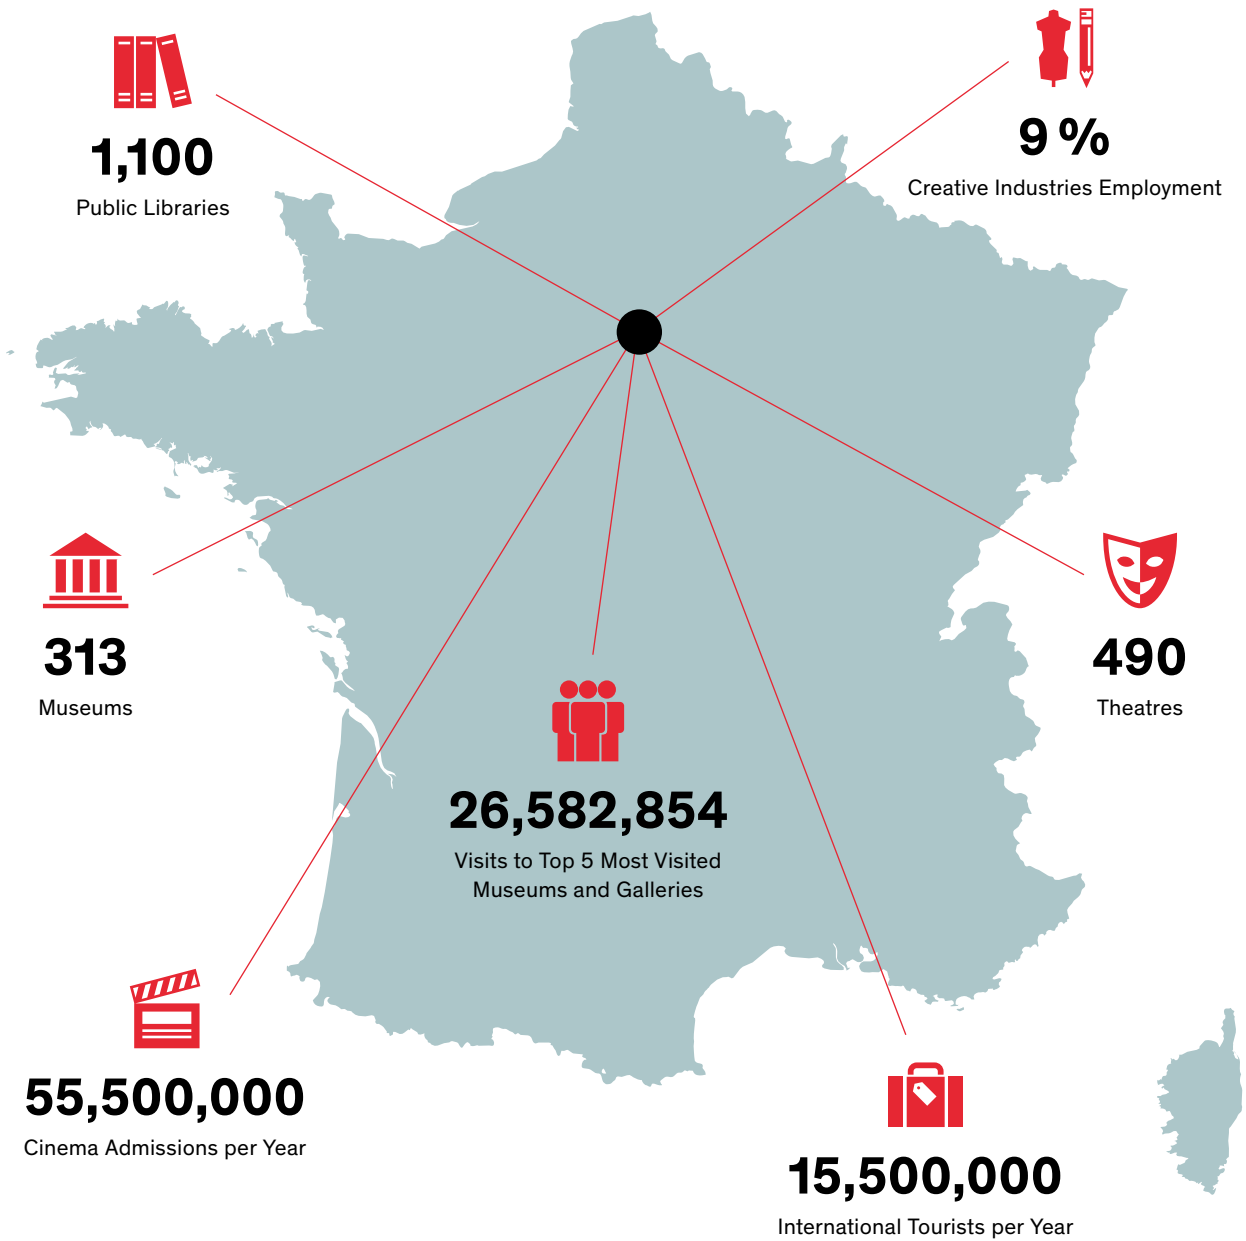 1,100
Public Libraries
9 %
Creative Industries Employment
313
Museums
490
Theatres
26,582,854
Visits to Top 5 Most Visited
Museums and Galleries
55,500,000
Cinema Admissions per Year
15,500,000
International Tourists per Year